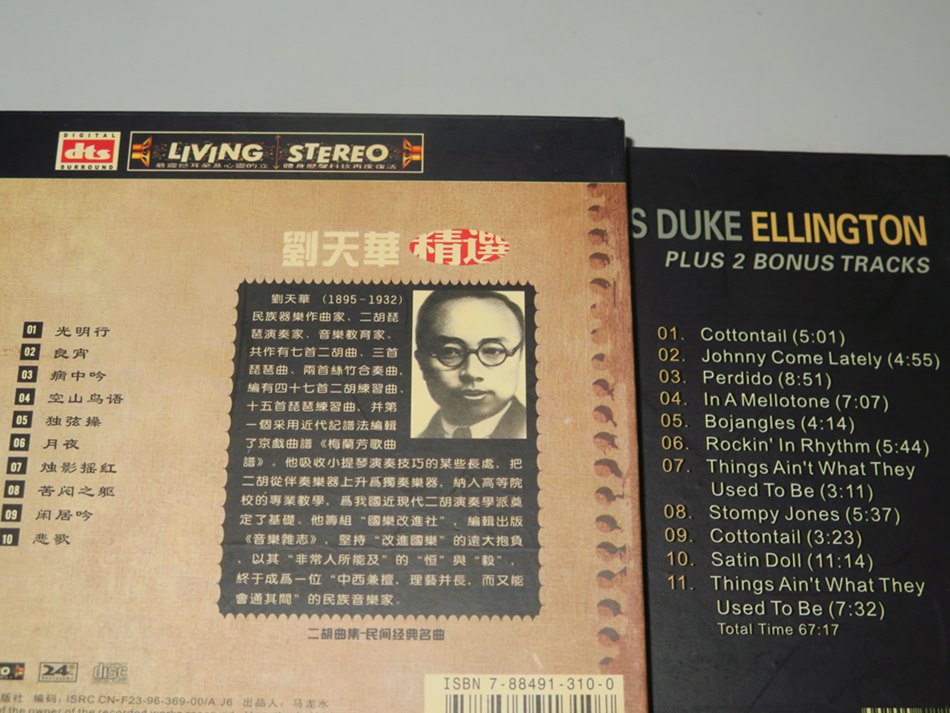 DIGITAL
dts
SURROUND
LIVING STEREO
劉天華 精選
劉天華 (1895-1932)
民族器樂作曲家、二胡琵
琶演奏家、音樂教育家。
共作有七首二胡曲、三首
琵琶曲、兩首絲竹合奏曲,
編有四十七首二胡練習曲、
十五首琵琶練習曲、并第
一個采用近代記譜法編輯
了京戲曲譜《梅蘭芳歌曲
譜》。他吸收小提琴演奏技巧的某些長處，把
二胡從伴奏樂器上升爲獨奏樂器，納入高等院
校的專業教學，爲我國近現代二胡演奏學派奠
定了基礎。他籌組“國樂改進社”、編輯出版
《音樂雜志》，堅持“改進國樂”的遠大抱負
，以其“非常人所能及”的“恒”與“毅”，
終于成爲一位“中西兼擅，理藝并長，而又能
會通其間”的民族音樂家。
01 光明行
02 良宵
03 病中吟
04 空山鸟语
05 独弦操
06 月夜
07 烛影摇红
08 苦闷之讴
09 闲居吟
10 悲歌
二胡曲集-民间经典名曲
24
disc
版社 编码: ISRC CN-F23-96-369-00/A.J6 出品人: 马龙水
of the owner of the recorded
ISBN 7-88491-310-0
S DUKE ELLINGTON
PLUS 2 BONUS TRACKS
01. Cottontail (5:01)
02. Johnny Come Lately (4:55)
03. Perdido (8:51)
04. In A Mellotone (7:07)
05. Bojangles (4:14)
06. Rockin' In Rhythm (5:44)
07. Things Ain't What They
Used To Be (3:11)
08. Stompy Jones (5:37)
09. Cottontail (3:23)
10. Satin Doll (11:14)
11. Things Ain't What They
Used To Be (7:32)
Total Time 67:17